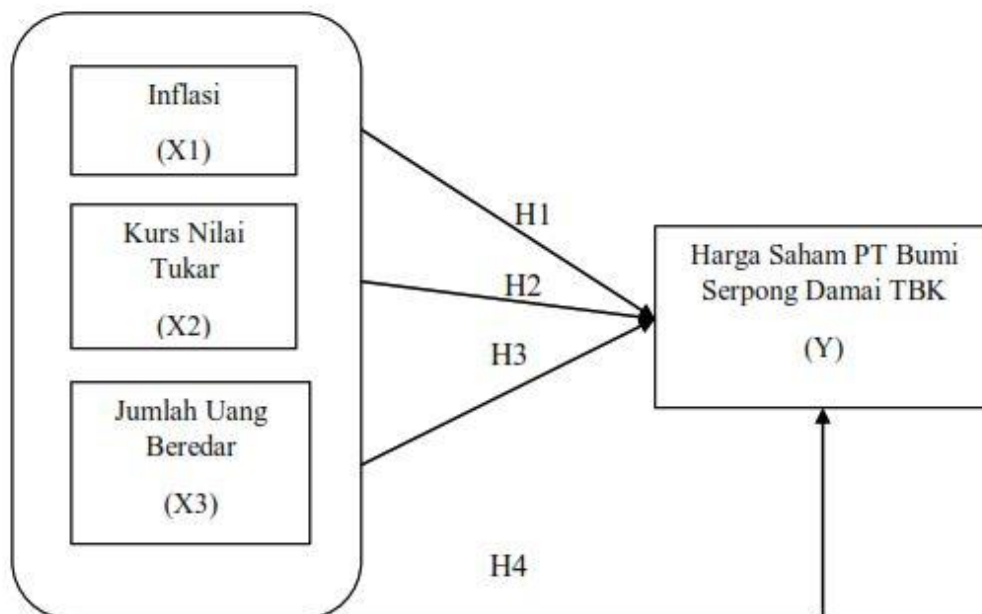 Inflasi
(X1)
Kurs Nilai
Tukar
(X2)
Jumlah Uang
Beredar
(X3)
H1
H2
H3
H4
Harga Saham PT Bumi
Serpong Damai TBK
(Y)